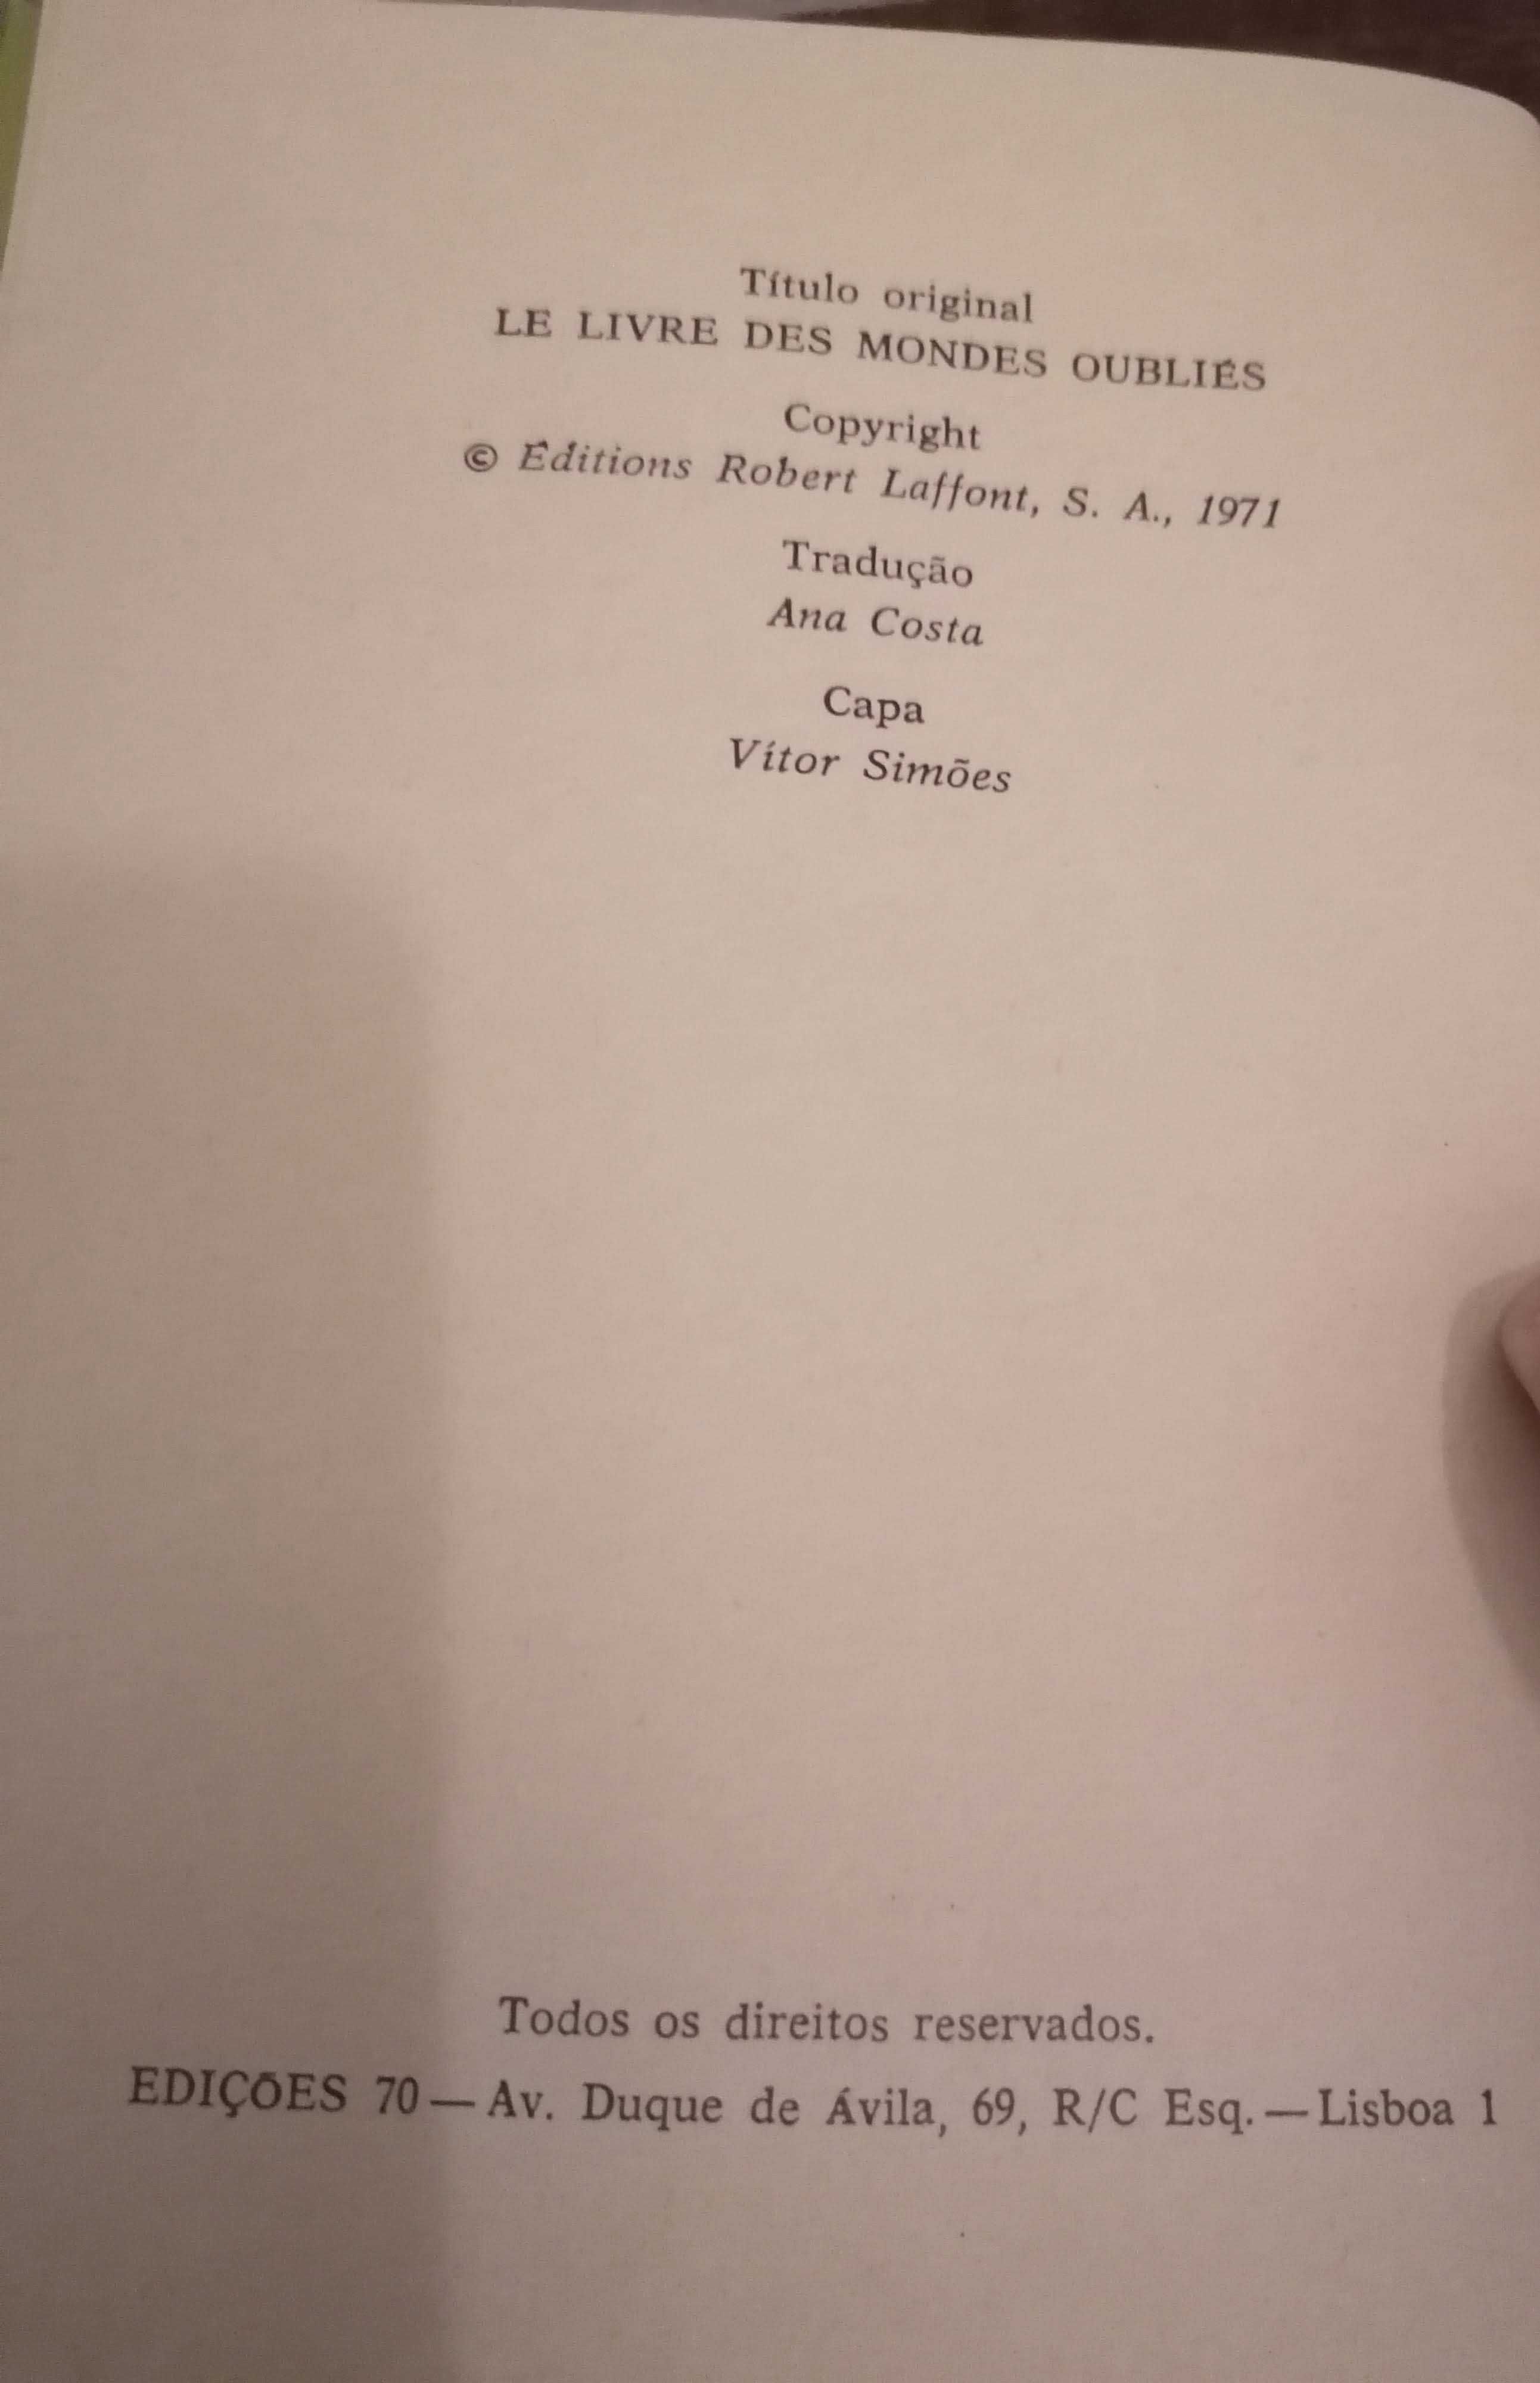 Título original
LE LIVRE DES MONDES OUBLIÉS
Copyright
© Éditions Robert Laffont, S. A., 1971
Tradução
Ana Costa
Capa
Vítor Simões
Todos os direitos reservados.
EDIÇÕES 70 — Av. Duque de Ávila, 69, R/C Esq. — Lisboa 1